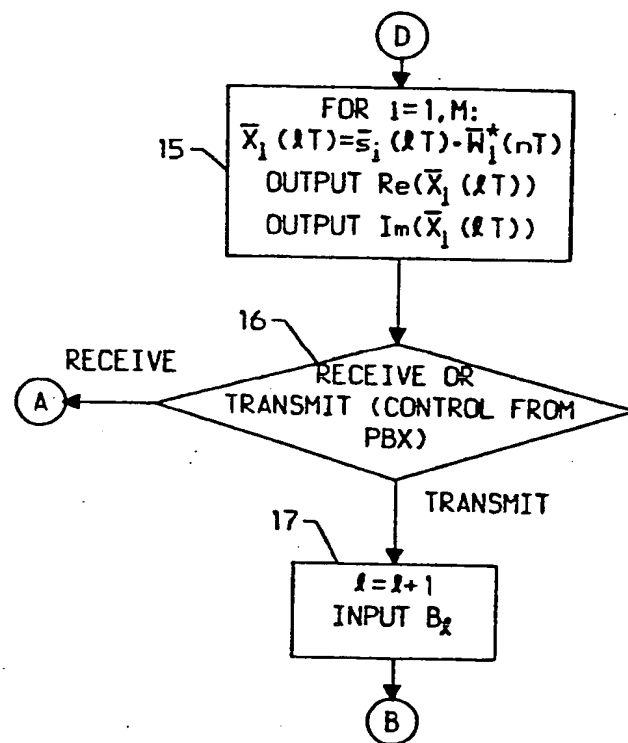 D
FOR i=1,M:
15
X̄ᵢ(ℓT)=s̄ᵢ(ℓT)-W̄ᵢ*(nT)
OUTPUT Re(X̄ᵢ(ℓT))
OUTPUT Im(X̄ᵢ(ℓT))
16
RECEIVE
RECEIVE OR
A
TRANSMIT (CONTROL FROM
PBX)
TRANSMIT
17
ℓ=ℓ+1
INPUT Bℓ
B